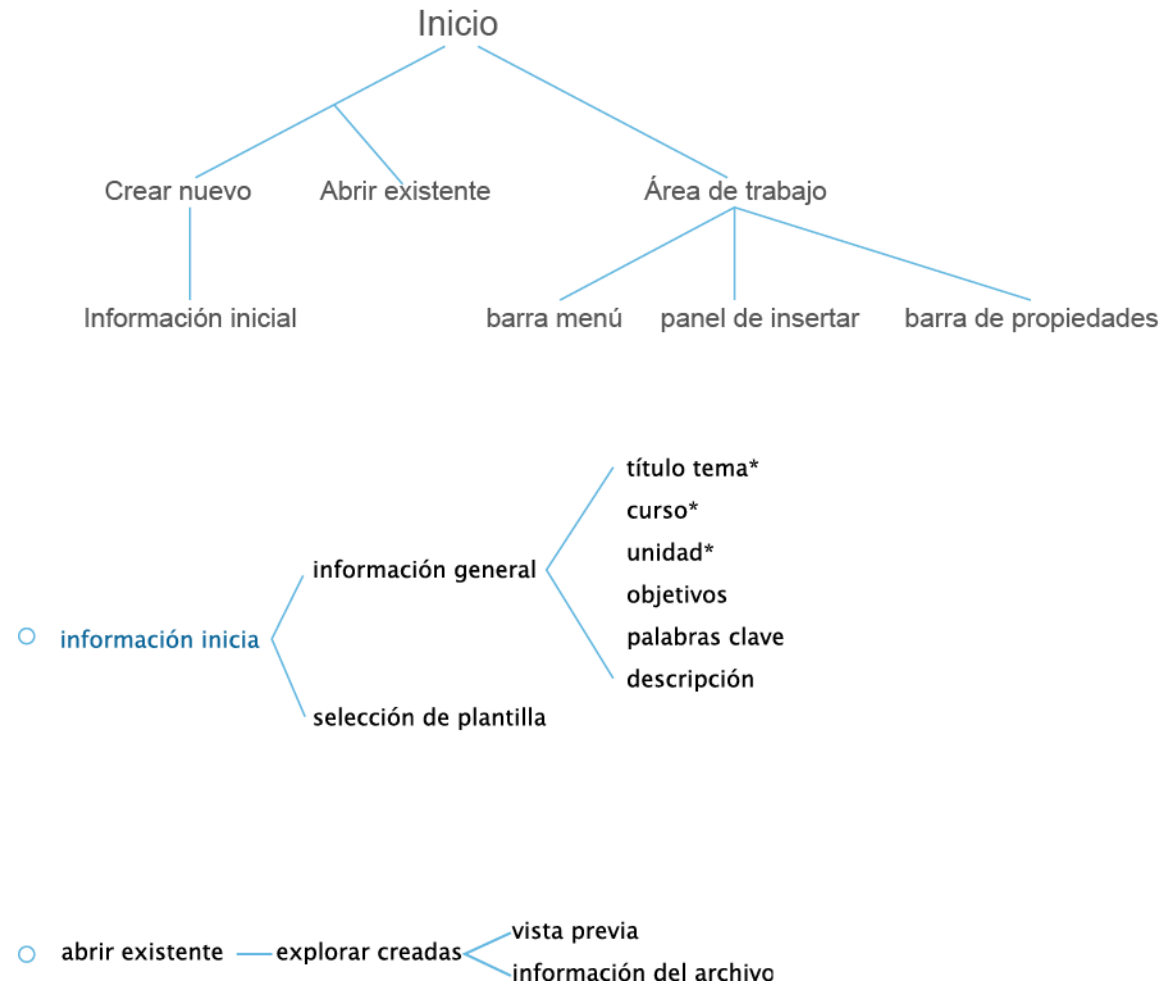 Inicio
Crear nuevo
Abrir existente
Área de trabajo
Información inicial
barra menú
panel de insertar
barra de propiedades
título tema*
curso*
unidad*
información general
objetivos
información inicia
palabras clave
descripción
selección de plantilla
vista previa
abrir existente
explorar creadas
información del archivo